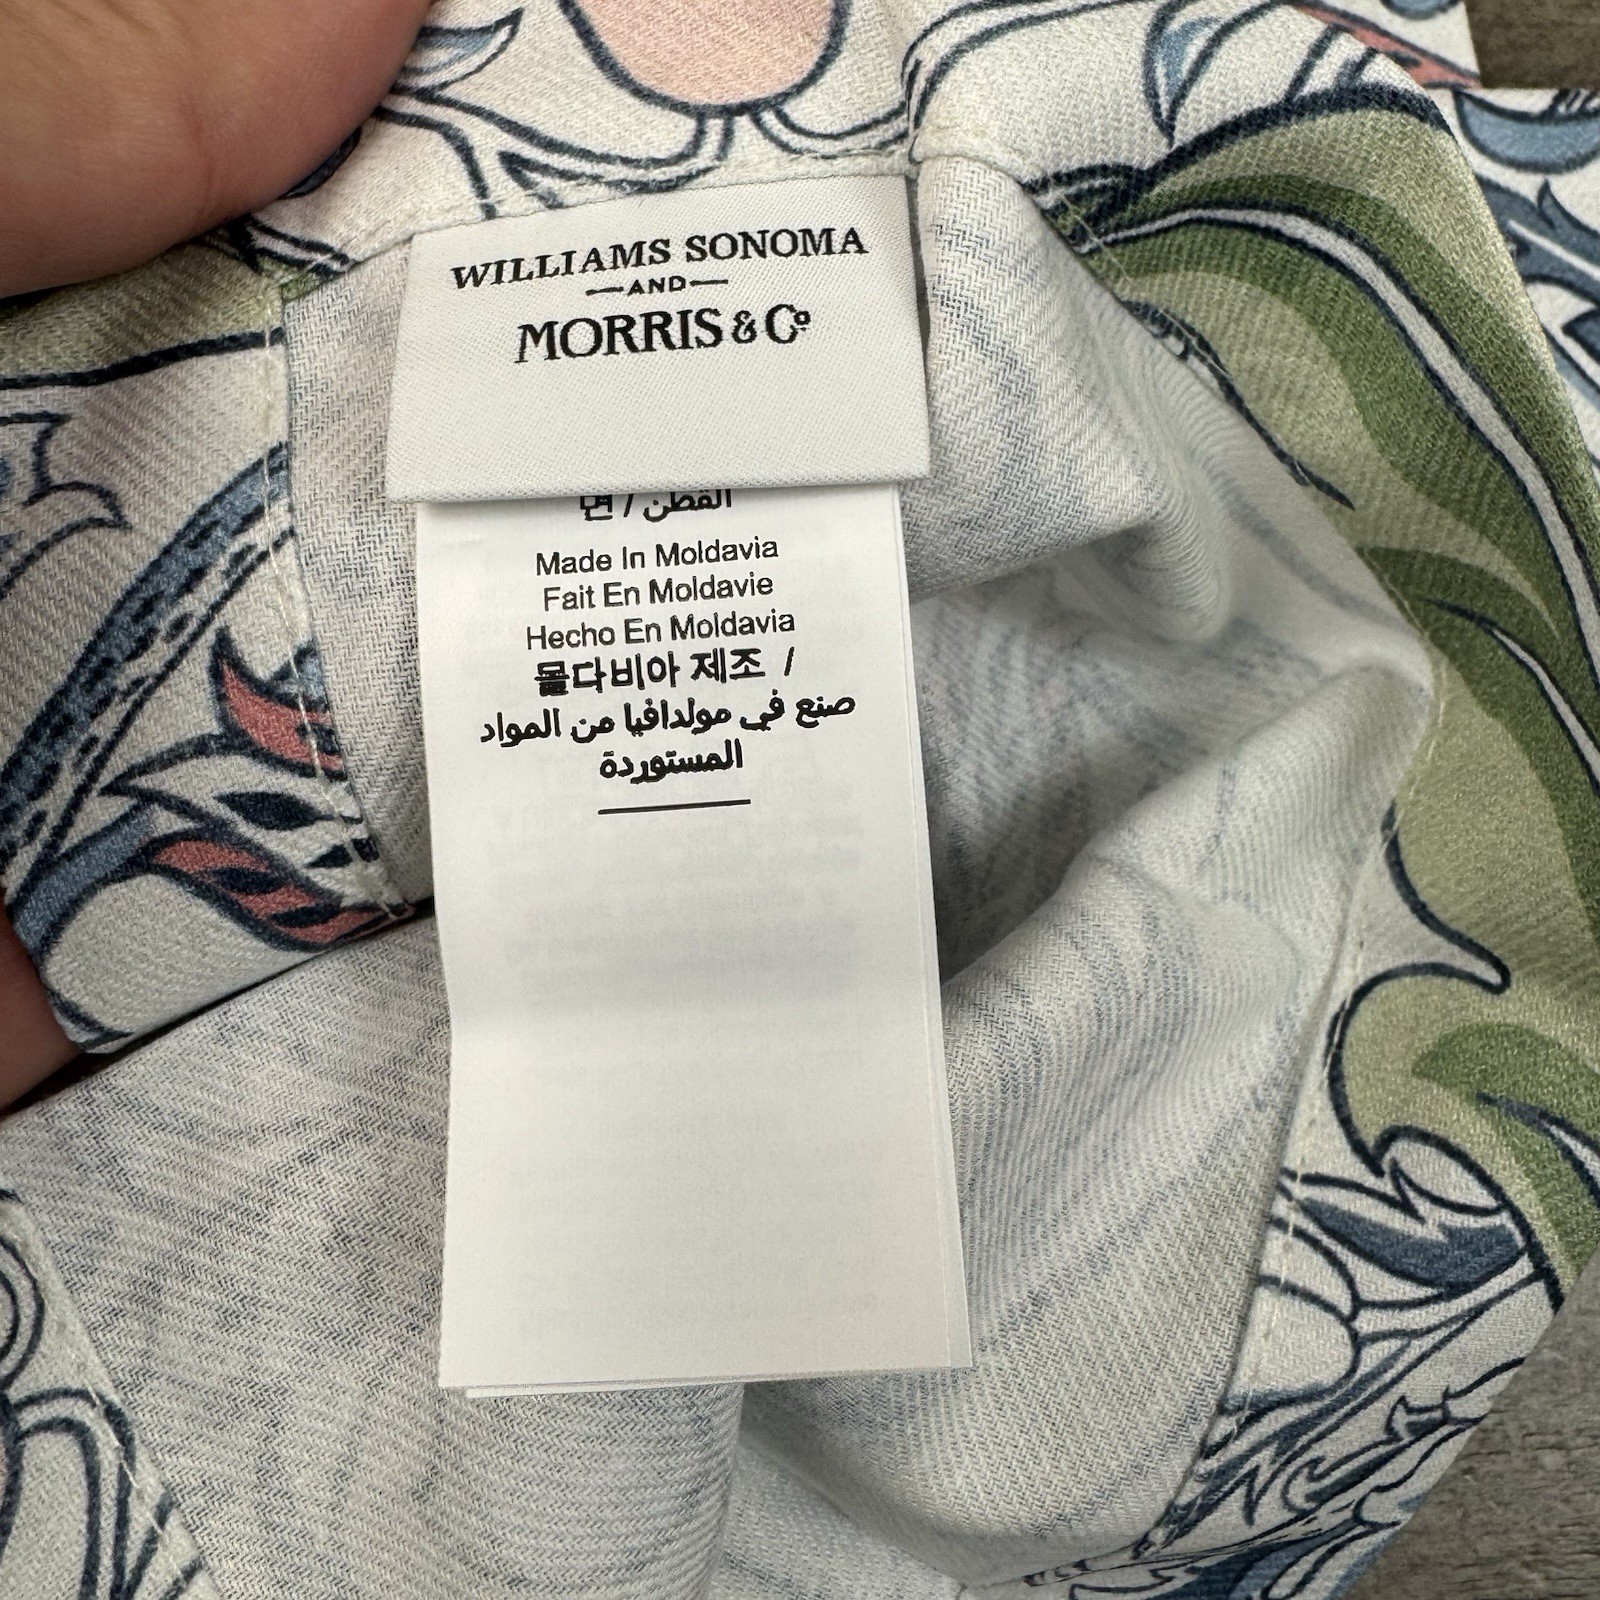 WILLIAMS SONOMA
—AND—
MORRIS & Cº
القطن / 면
Made In Moldavia
Fait En Moldavie
Hecho En Moldavia
몰다비아 제조 /
صنع في مولدافيا من المواد
المستوردة